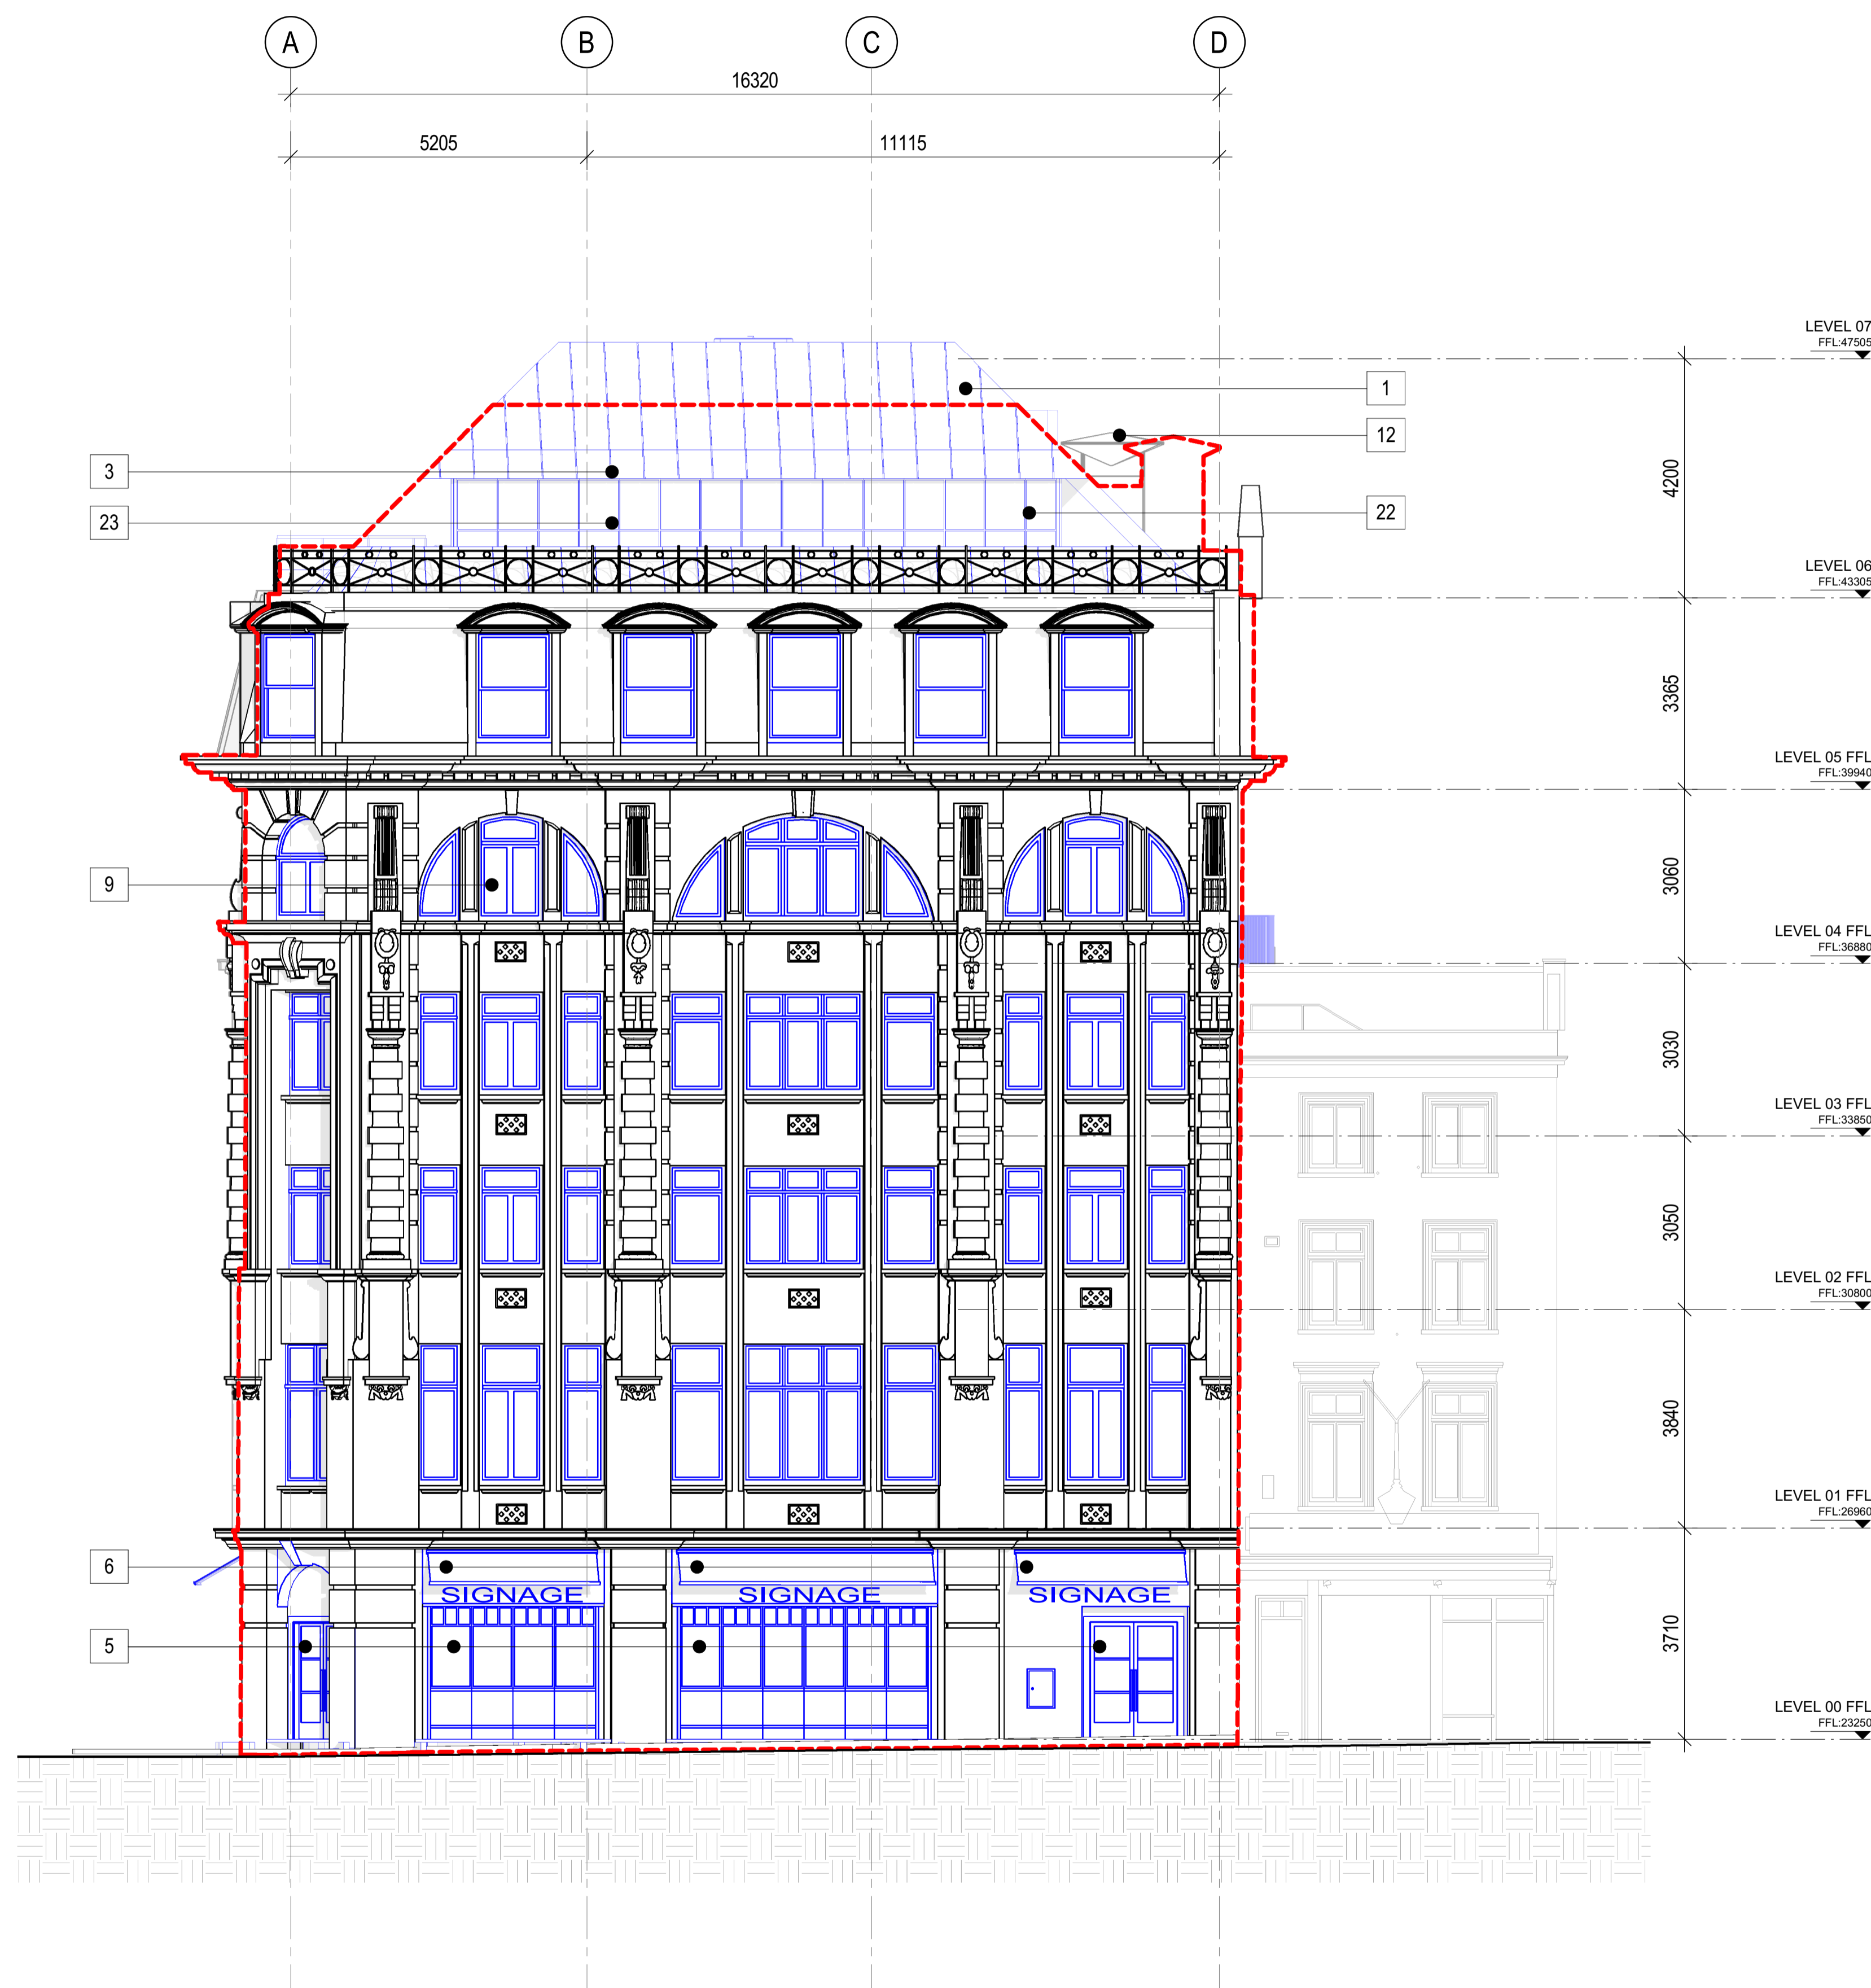 A B C D
16320
5205 11115
LEVEL 07
FFL:47505
1
12
3
4200
23
22
LEVEL 06
FFL:43305
3365
LEVEL 05 FFL
FFL:39940
9
3060
LEVEL 04 FFL
FFL:36880
3030
LEVEL 03 FFL
FFL:33850
3050
LEVEL 02 FFL
FFL:30800
3840
LEVEL 01 FFL
FFL:26960
6
SIGNAGE SIGNAGE SIGNAGE
5
3710
LEVEL 00 FFL
FFL:23250